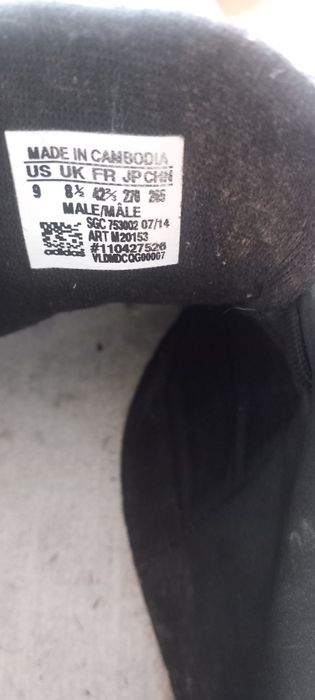 MADE IN CAMBODIA
US UK FR JP CHN
9 8½ 42⅔ 270 265
MALE/MÂLE
SGC 753002 07/14
ART M20153
#110427526
VLDMDCQG00007
adidas